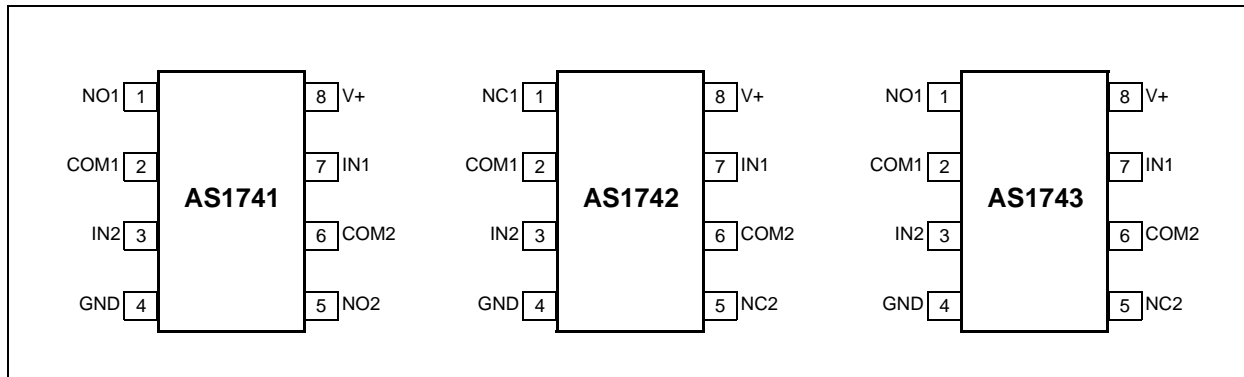 NO1 1 8 V+
COM1 2 7 IN1
AS1741
IN2 3 6 COM2
GND 4 5 NO2
NC1 1 8 V+
COM1 2 7 IN1
AS1742
IN2 3 6 COM2
GND 4 5 NC2
NO1 1 8 V+
COM1 2 7 IN1
AS1743
IN2 3 6 COM2
GND 4 5 NC2